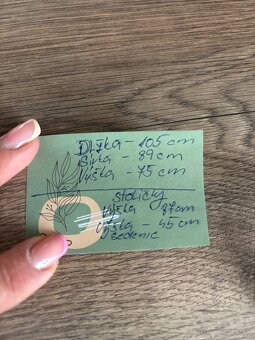 Dĺžka - 105 cm
Šírka - 89 cm
Výška - 75 cm
stoličky
Výška 87cm
Výška - 45 cm
sedenie